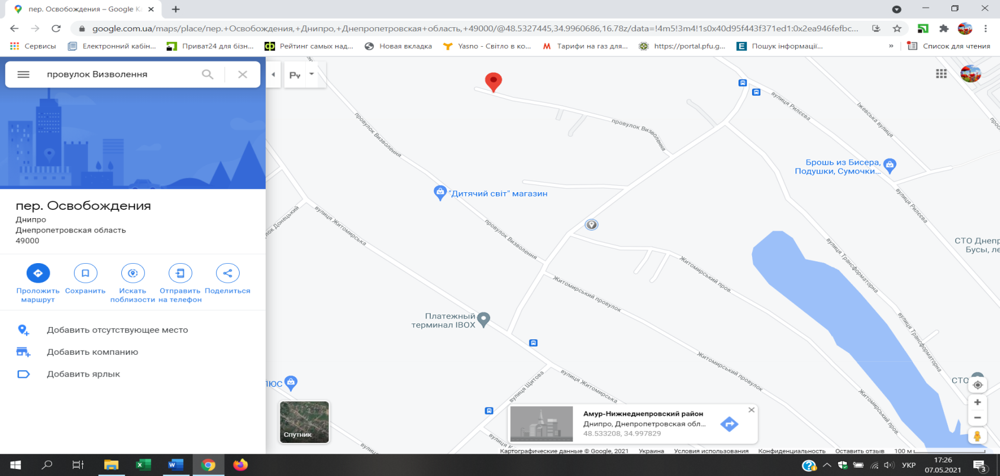 пер. Освобождения – Google К
google.com.ua/maps/place/пер.+Освобождения,+Днипро,+Днепропетровская+область,+49000/@48.5327445,34.9960686,16.78z/data=!4m5!3m4!1s0x40d95f443f371ed1:0x2ea946fefbc...
Сервисы
Електронний кабін...
Приват24 для бізн...
Рейтинг самых над...
Новая вкладка
Yasno - Світло в ко...
Тарифи на газ для...
https://portal.pfu.g...
Пошук інформації...
»
Список для чтения
провулок Визволення
Ру
пер. Освобождения
Днипро
Днепропетровская область
49000
Проложить
маршрут
Сохранить
Искать
поблизости
Отправить
на телефон
Поделиться
Добавить отсутствующее место
Добавить компанию
Добавить ярлык
провулок Визволення
провулок Визволення
вулиця Рилєєва
Іжевська вулиця
прос
Брошь из Бисера,
Подушки, Сумочки...
"Дитячий світ" магазин
вулиця Рилєєва
лок Донецький
вулиця Житомирська
провулок Визволення
СТО Днепр
Бусы, ле
вулиця Трансформаторна
Житомирський пров.
Житомирський провулок
Платежный
терминал IBOX
вулиця Трансформаторна
Житомирський провулок
вулиця Щитова
вулиця Житомирська
ЛЮС
СТО
Житомирський пров.
Спутник
Амур-Нижнеднепровский район
Днипро, Днепропетровская обл...
48.533208, 34.997829
Картографические данные © Google, 2021
Украина
Условия использования
Конфиденциальность
Оставить отзыв
100 м
УКР
17:26
07.05.2021
3